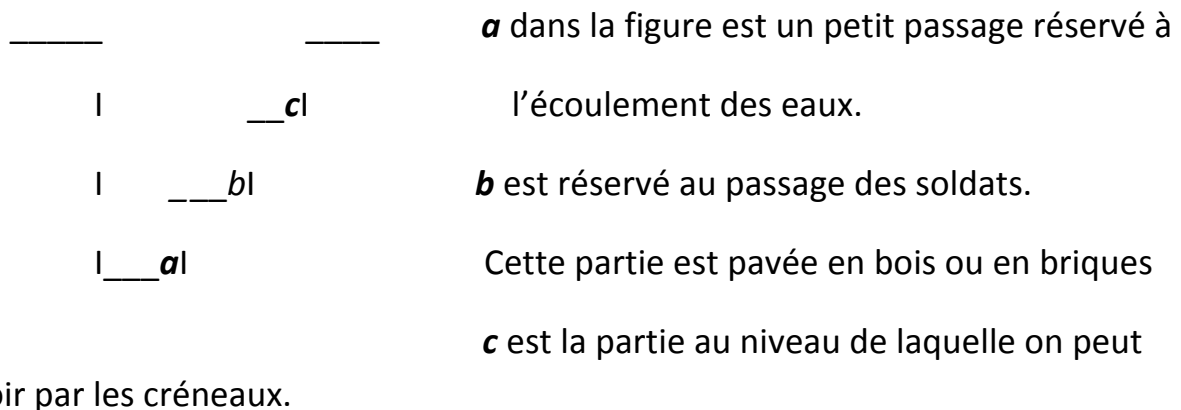 _____ ____ a dans la figure est un petit passage réservé à
I __cI l’écoulement des eaux.
I ___bI b est réservé au passage des soldats.
I___aI Cette partie est pavée en bois ou en briques
c est la partie au niveau de laquelle on peut
par les créneaux.